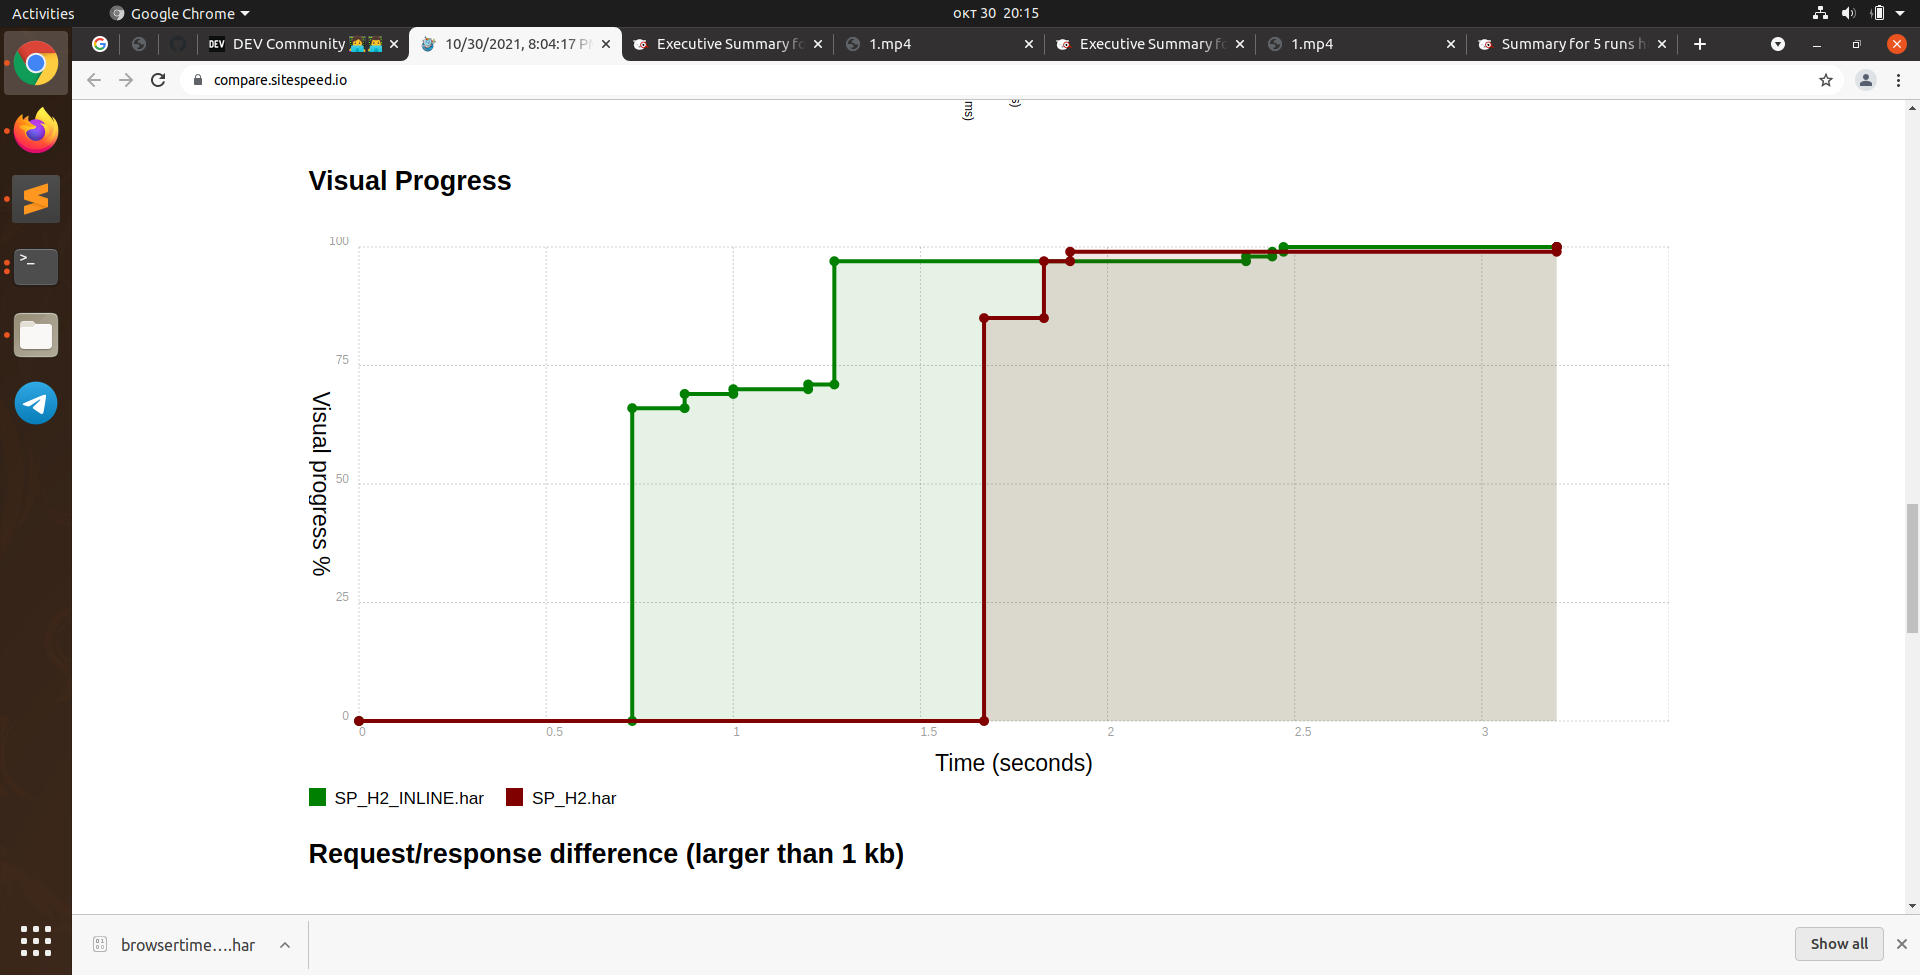 Activities
Google Chrome
окт 30 20:15
DEV DEV Community
10/30/2021, 8:04:17 P
Executive Summary fo
1.mp4
Executive Summary fo
1.mp4
Summary for 5 runs h
compare.sitespeed.io
ms)
s)
Visual Progress
100
75
50
25
0
Visual progress %
0
0.5
1
1.5
2
2.5
3
Time (seconds)
SP_H2_INLINE.har
SP_H2.har
Request/response difference (larger than 1 kb)
browsertime….har
Show all